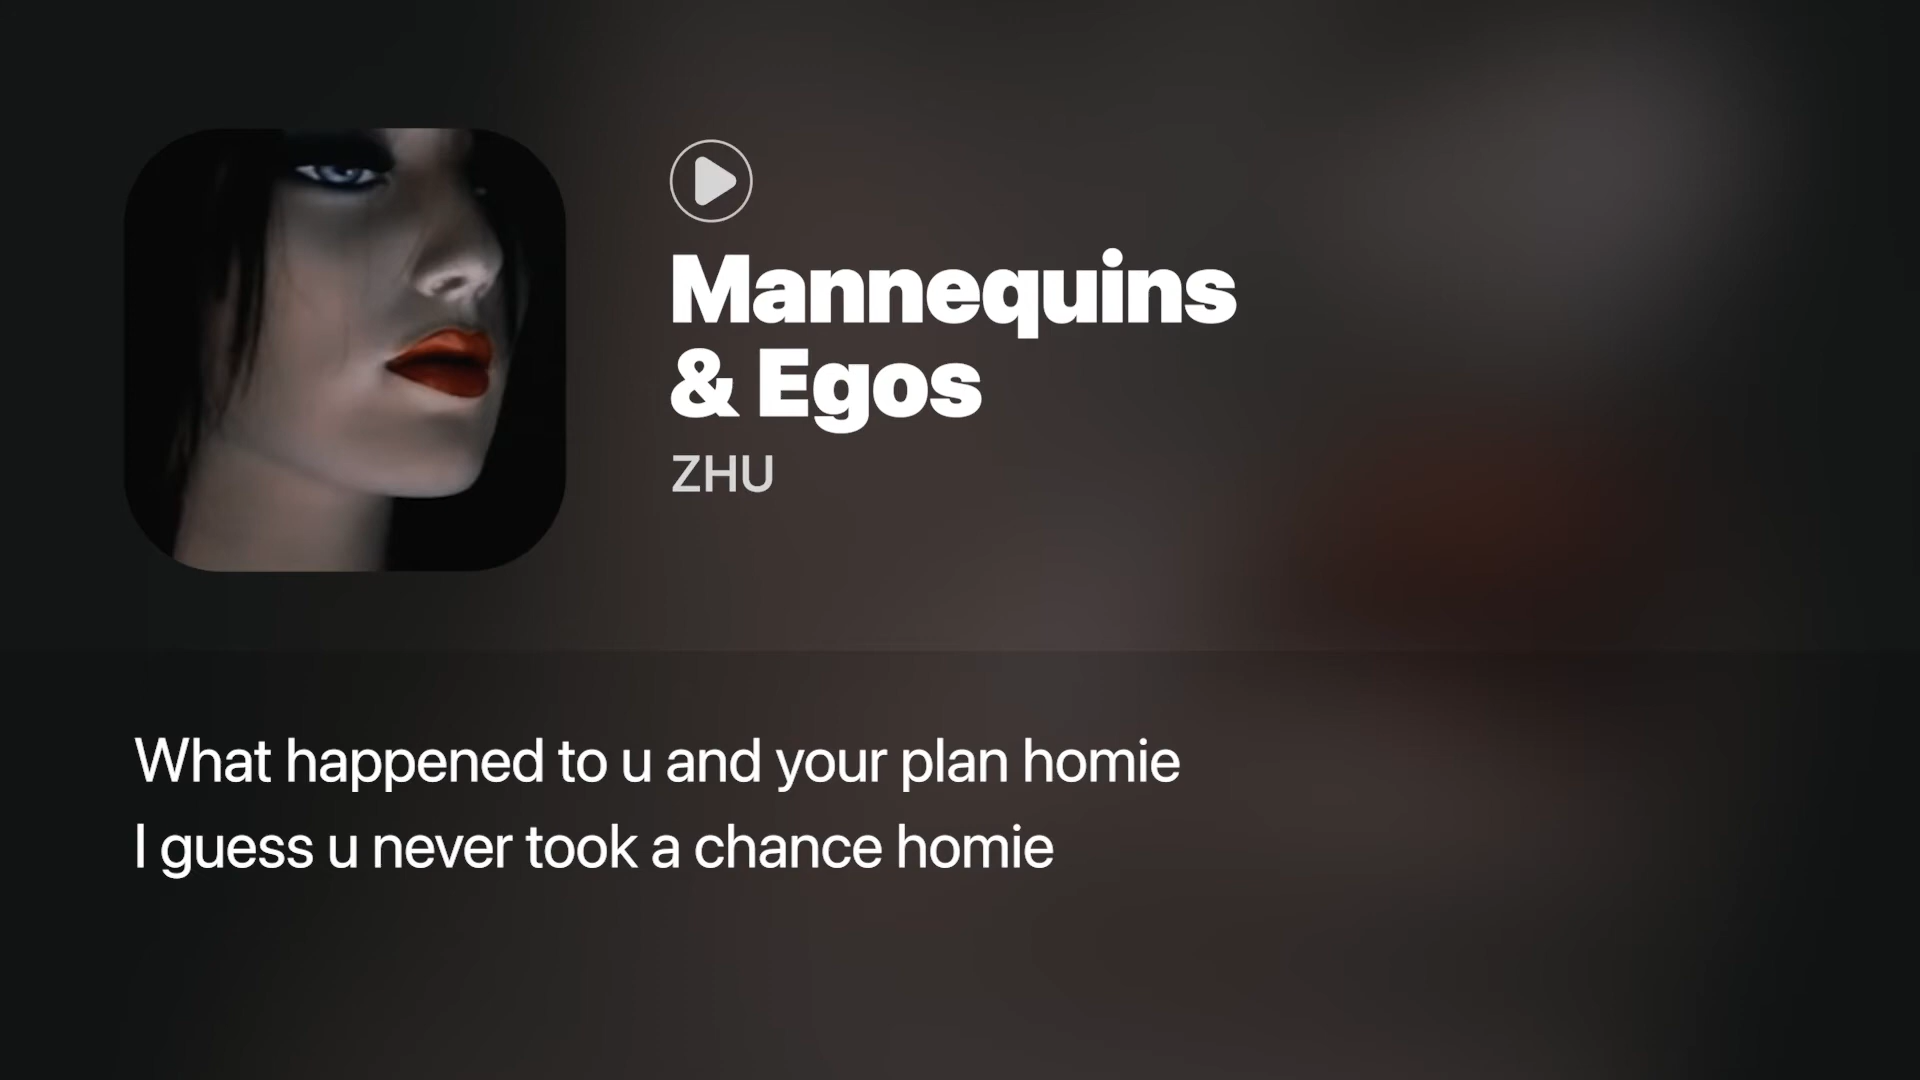 Mannequins
& Egos
ZHU
What happened to u and your plan homie
I guess u never took a chance homie